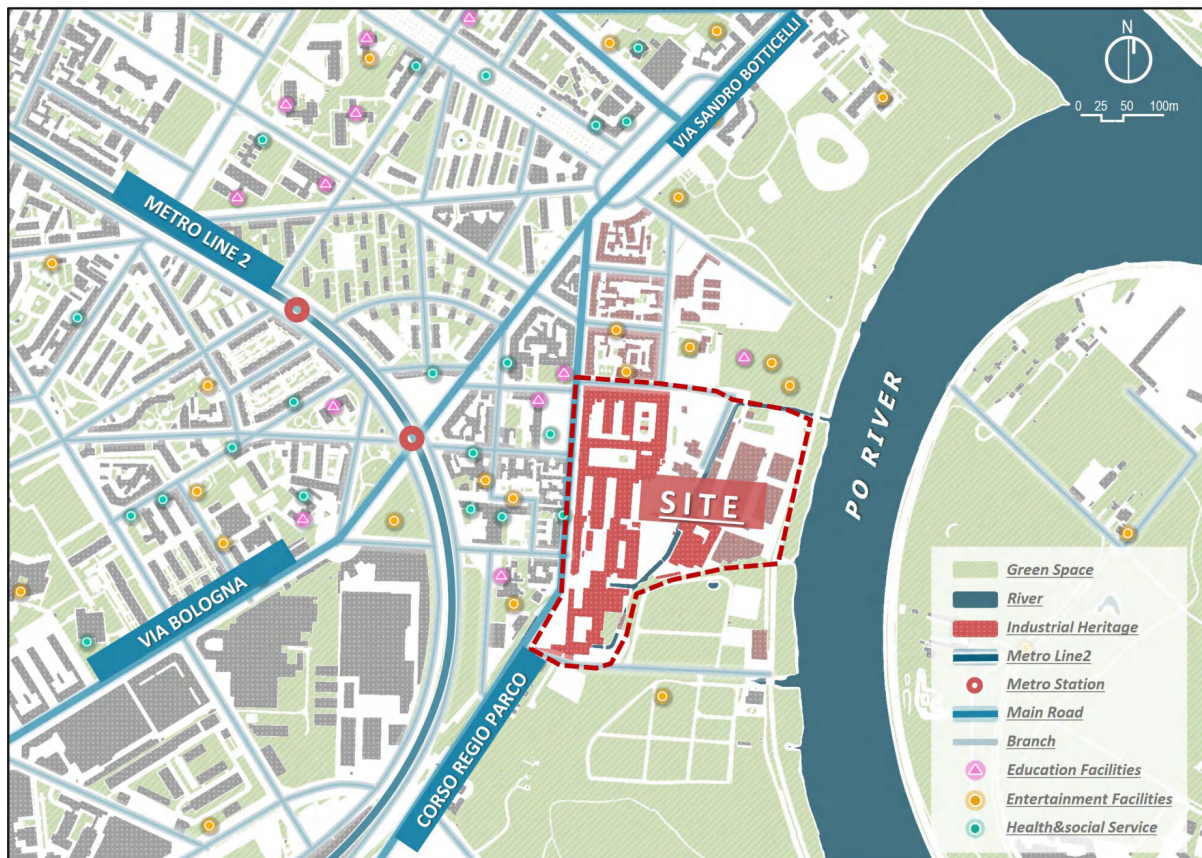 VIA SANDRO BOTTICELLI
N
0 25 50 100m
METRO LINE 2
PO RIVER
SITE
VIA BOLOGNA
CORSO REGIO PARCO
Green Space
River
Industrial Heritage
Metro Line2
Metro Station
Main Road
Branch
Education Facilities
Entertainment Facilities
Health&social Service